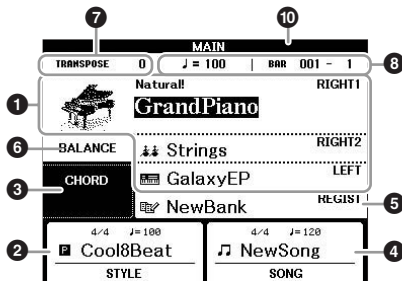 7
10
MAIN
TRANSPOSE 0 ♩= 100 | BAR 001 - 1
8
1
Natural! RIGHT1
GrandPiano
6
BALANCE
Strings RIGHT2
3
CHORD
GalaxyEP LEFT
NewBank REGIST
5
4/4 ♩=100
4/4 ♩=120
2
P Cool8Beat
NewSong
4
STYLE
SONG